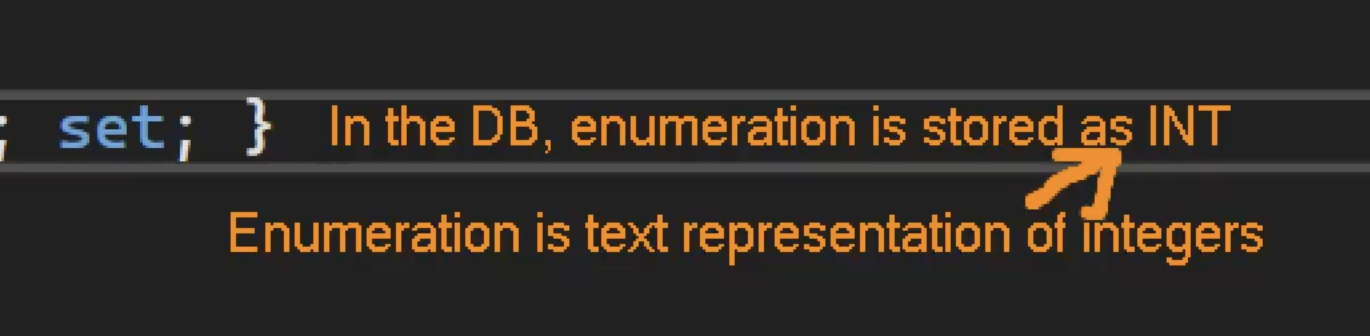 ; set; } In the DB, enumeration is stored as INT
Enumeration is text representation of integers